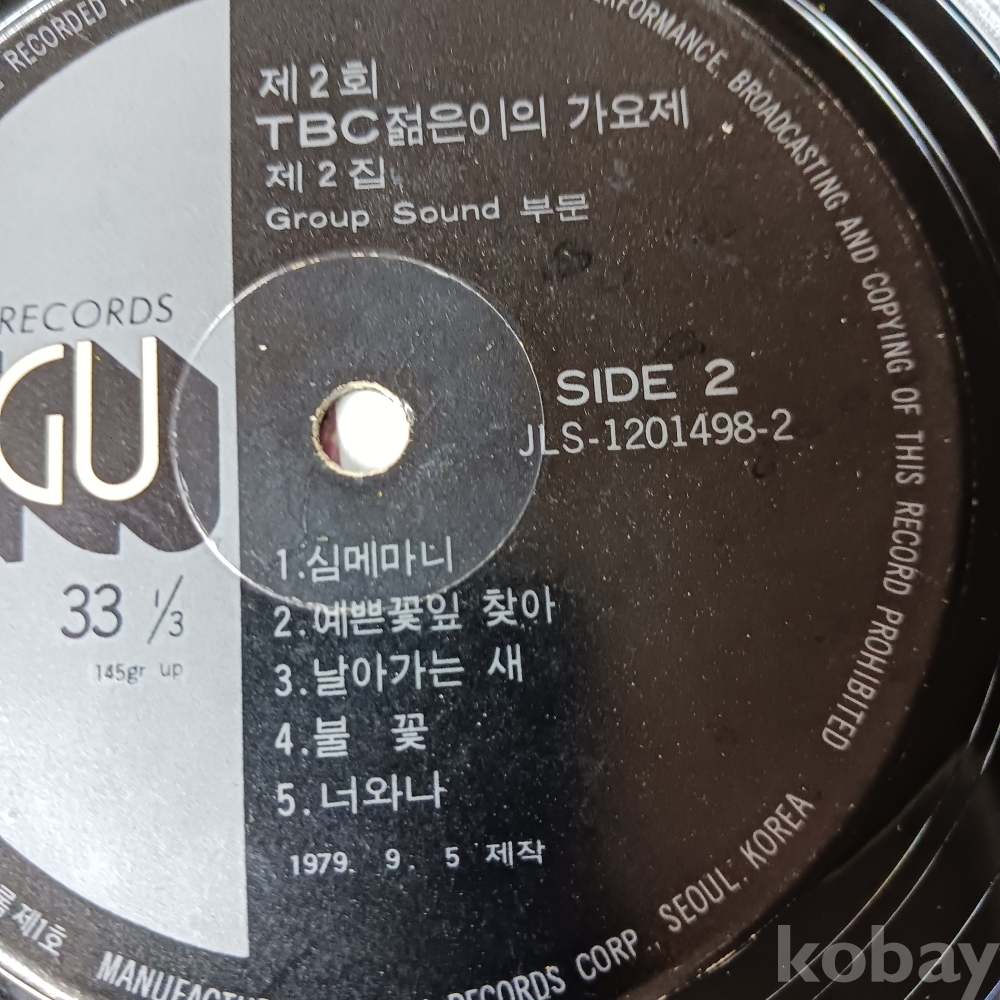 제2회
TBC젊은이의 가요제
제2집
Group Sound 부문
RECORDS
GU
SIDE 2
JLS-1201498-2
33 1/3
145gr up
1.심메마니
2.예쁜꽃잎 찾아
3.날아가는 새
4.불 꽃
5.너와나
1979. 9. 5 제작
RECORDED
PERFORMANCE, BROADCASTING AND COPYING OF THIS RECORD PROHIBITED
제1호
RECORDS CORP., SEOUL, KOREA
kobay